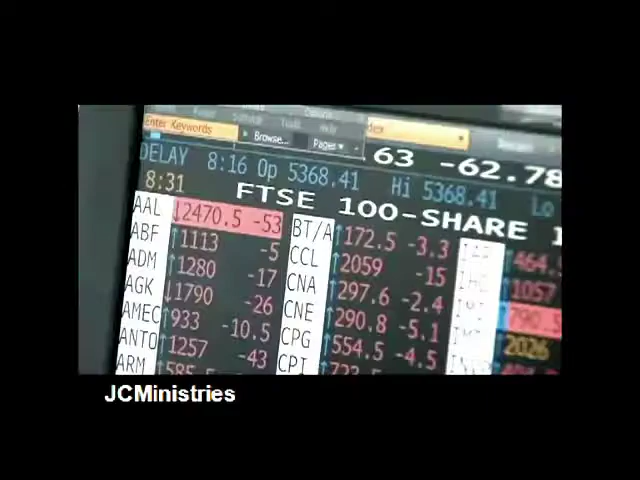 Enter Keywords
Browse...
Pages
63 -62.78
DELAY 8:16 Op 5368.41 Hi 5368.41 Lo
8:31
FTSE 100-SHARE
AAL ↓2470.5 -53 BT/A ↑172.5 -3.3 ↑464.
ABF ↑1113 -5 CCL ↑2059 -15 ↑1057
ADM ↑1280 -17 CNA ↑297.6 -2.4 790.5
AGK ↓1790 -26 CNE ↑290.8 -5.1 2026
AMEC ↑933 -10.5 CPG ↑554.5 -4.5
ANTO ↑1257 -43 CPI
ARM
JCMinistries